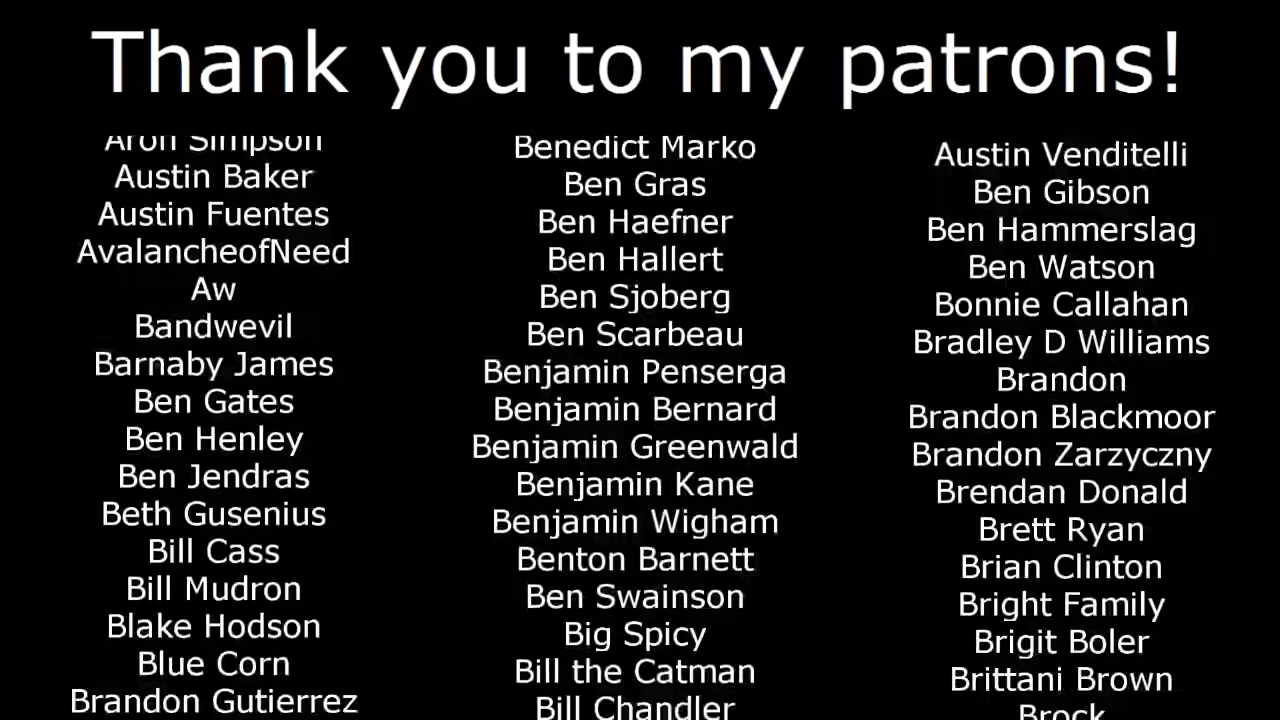 Thank you to my patrons!
Aron Simpson
Austin Baker
Austin Fuentes
AvalancheofNeed
Aw
Bandwevil
Barnaby James
Ben Gates
Ben Henley
Ben Jendras
Beth Gusenius
Bill Cass
Bill Mudron
Blake Hodson
Blue Corn
Brandon Gutierrez
Benedict Marko
Ben Gras
Ben Haefner
Ben Hallert
Ben Sjoberg
Ben Scarbeau
Benjamin Penserga
Benjamin Bernard
Benjamin Greenwald
Benjamin Kane
Benjamin Wigham
Benton Barnett
Ben Swainson
Big Spicy
Bill the Catman
Bill Chandler
Austin Venditelli
Ben Gibson
Ben Hammerslag
Ben Watson
Bonnie Callahan
Bradley D Williams
Brandon
Brandon Blackmoor
Brandon Zarzyczny
Brendan Donald
Brett Ryan
Brian Clinton
Bright Family
Brigit Boler
Brittani Brown
Brock